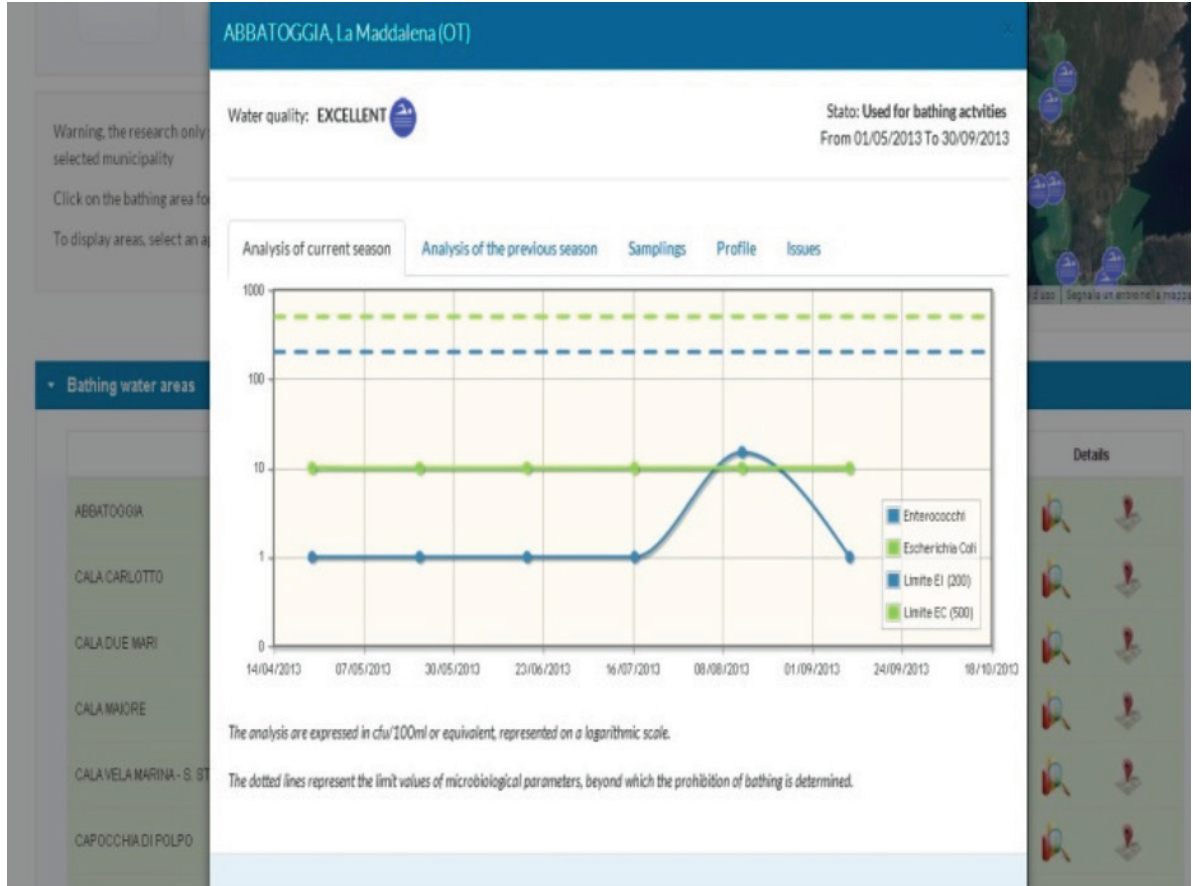 ABBATOGGIA, La Maddalena (OT)
Water quality: EXCELLENT
Stato: Used for bathing actvities
From 01/05/2013 To 30/09/2013
Warning, the research only
selected municipality
Click on the bathing area fo
To display areas, select an a
Analysis of current season
Analysis of the previous season
Samplings
Profile
Issues
d'uso
Segnala un errore nella mappa
1000
100
10
1
0
14/04/2013
07/05/2013
30/05/2013
23/06/2013
16/07/2013
08/08/2013
01/09/2013
24/09/2013
18/10/2013
Enterococchi
Escherichia Coli
Limite EI (200)
Limite EC (500)
Bathing water areas
Details
ABBATOGGIA
CALA CARLOTTO
CALA DUE MARI
CALA MAIORE
CALA VELA MARINA - S. ST
CAPOCCHIA DI POLPO
The analysis are expressed in cfu/100ml or equivalent, represented on a logarithmic scale.
The dotted lines represent the limit values of microbiological parameters, beyond which the prohibition of bathing is determined.